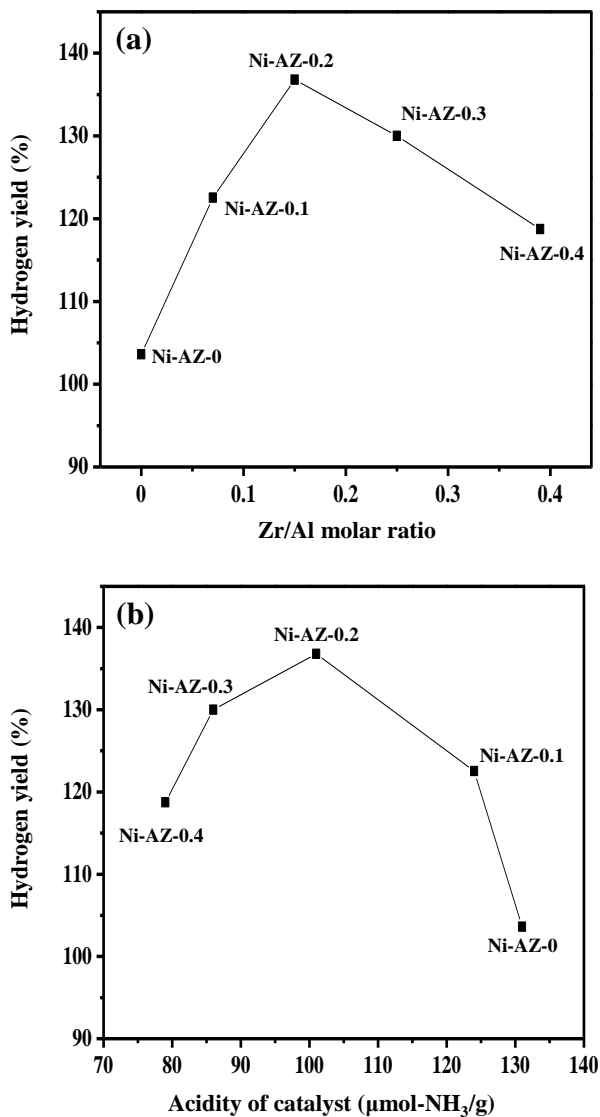 (a)
Ni-AZ-0.2
Ni-AZ-0.3
Ni-AZ-0.1
Ni-AZ-0.4
Ni-AZ-0
140
130
120
110
100
90
Hydrogen yield (%)
0 0.1 0.2 0.3 0.4
Zr/Al molar ratio
(b)
Ni-AZ-0.2
Ni-AZ-0.3
Ni-AZ-0.1
Ni-AZ-0.4
Ni-AZ-0
140
130
120
110
100
90
Hydrogen yield (%)
70 80 90 100 110 120 130 140
Acidity of catalyst (μmol-NH₃/g)